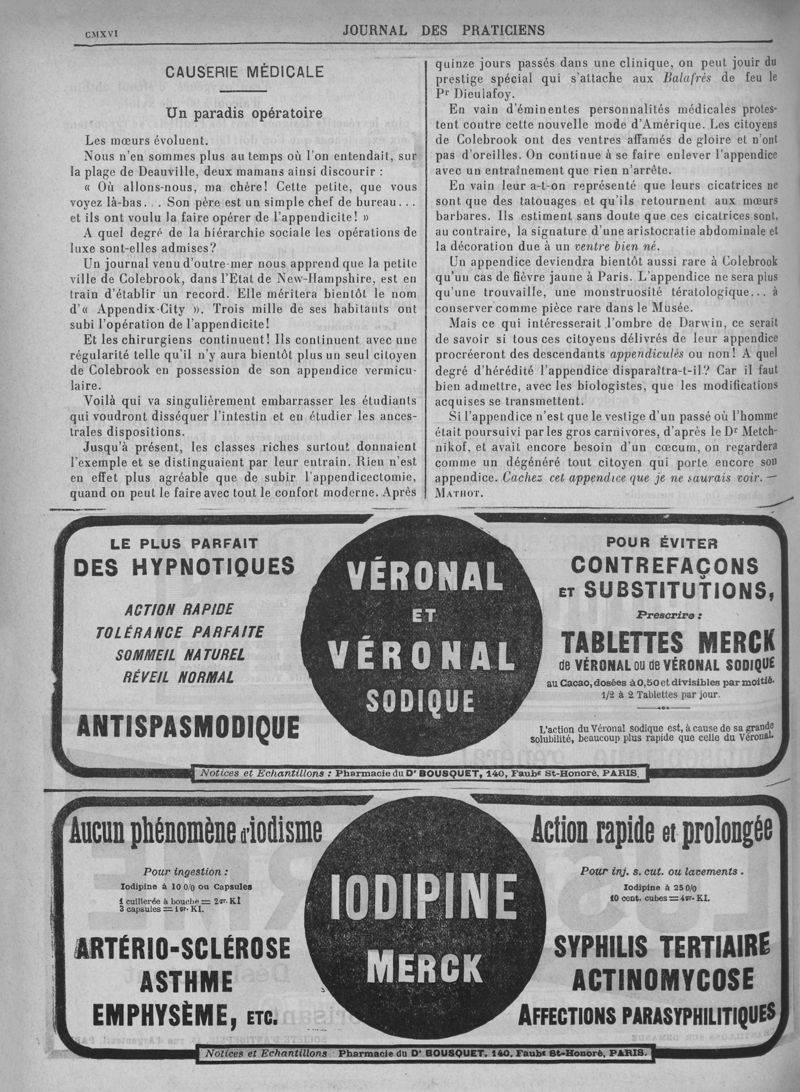 CMXVI
JOURNAL DES PRATICIENS
CAUSERIE MÉDICALE
Un paradis opératoire
Les mœurs évoluent.
Nous n'en sommes plus au temps où l'on entendait, sur
la plage de Deauville, deux mamans ainsi discourir :
« Où allons-nous, ma chère! Cette petite, que vous
voyez là-bas... Son père est un simple chef de bureau...
et ils ont voulu la faire opérer de l'appendicite! »
A quel degré de la hiérarchie sociale les opérations de
luxe sont-elles admises?
Un journal venu d'outre-mer nous apprend que la petite
ville de Colebrook, dans l'Etat de New-Hampshire, est en
train d'établir un record. Elle méritera bientôt le nom
d'« Appendix-City ». Trois mille de ses habitants ont
subi l'opération de l'appendicite!
Et les chirurgiens continuent! Ils continuent avec une
régularité telle qu'il n'y aura bientôt plus un seul citoyen
de Colebrook en possession de son appendice vermicu-
laire.
Voilà qui va singulièrement embarrasser les étudiants
qui voudront disséquer l'intestin et en étudier les ances-
trales dispositions.
Jusqu'à présent, les classes riches surtout donnaient
l'exemple et se distinguaient par leur entrain. Rien n'est
en effet plus agréable que de subir l'appendicectomie,
quand on peut le faire avec tout le confort moderne. Après
quinze jours passés dans une clinique, on peut jouir du
prestige spécial qui s'attache aux Balafrés de feu le
Pr Dieulafoy.
En vain d'éminentes personnalités médicales protes-
tent contre cette nouvelle mode d'Amérique. Les citoyens
de Colebrook ont des ventres affamés de gloire et n'ont
pas d'oreilles. On continue à se faire enlever l'appendice
avec un entraînement que rien n'arrête.
En vain leur a-t-on représenté que leurs cicatrices ne
sont que des tatouages et qu'ils retournent aux mœurs
barbares. Ils estiment sans doute que ces cicatrices sont,
au contraire, la signature d'une aristocratie abdominale et
la décoration due à un ventre bien né.
Un appendice deviendra bientôt aussi rare à Colebrook
qu'un cas de fièvre jaune à Paris. L'appendice ne sera plus
qu'une trouvaille, une monstruosité tératologique... à
conserver comme pièce rare dans le Musée.
Mais ce qui intéresserait l'ombre de Darwin, ce serait
de savoir si tous ces citoyens délivrés de leur appendice
procréeront des descendants appendiculés ou non! A quel
degré d'hérédité l'appendice disparaîtra-t-il? Car il faut
bien admettre, avec les biologistes, que les modifications
acquises se transmettent.
Si l'appendice n'est que le vestige d'un passé où l'homme
était poursuivi par les gros carnivores, d'après le Dr Metch-
nikof, et avait encore besoin d'un cœcum, on regardera
comme un dégénéré tout citoyen qui porte encore son
appendice. Cachez cet appendice que je ne saurais voir. —
MATHOT.
LE PLUS PARFAIT
DES HYPNOTIQUES
ACTION RAPIDE
TOLÉRANCE PARFAITE
SOMMEIL NATUREL
RÉVEIL NORMAL
ANTISPASMODIQUE
VÉRONAL
ET
VÉRONAL
SODIQUE
POUR ÉVITER
CONTREFAÇONS
ET SUBSTITUTIONS,
Prescrire :
TABLETTES MERCK
de VÉRONAL ou de VÉRONAL SODIQUE
au Cacao, dosées à 0,50 et divisibles par moitié.
1/2 à 2 Tablettes par jour.
L'action du Véronal sodique est, à cause de sa grande
solubilité, beaucoup plus rapide que celle du Véronal.
Notices et Echantillons : Pharmacie du Dr BOUSQUET, 140, Faubg St-Honoré, PARIS.
Aucun phénomène d'iodisme
Pour ingestion :
Iodipine à 10 0/0 ou Capsules
1 cuillerée à bouche = 2gr. KI
3 capsules = 1gr. KI.
ARTÉRIO-SCLÉROSE
ASTHME
EMPHYSÈME, ETC.
IODIPINE
MERCK
Action rapide et prolongée
Pour inj. s. cut. ou lavements.
Iodipine à 25 0/0
10 cent. cubes = 4gr. KI.
SYPHILIS TERTIAIRE
ACTINOMYCOSE
AFFECTIONS PARASYPHILITIQUES
Notices et Echantillons Pharmacie du Dr BOUSQUET, 140, Faubg St-Honoré, PARIS.